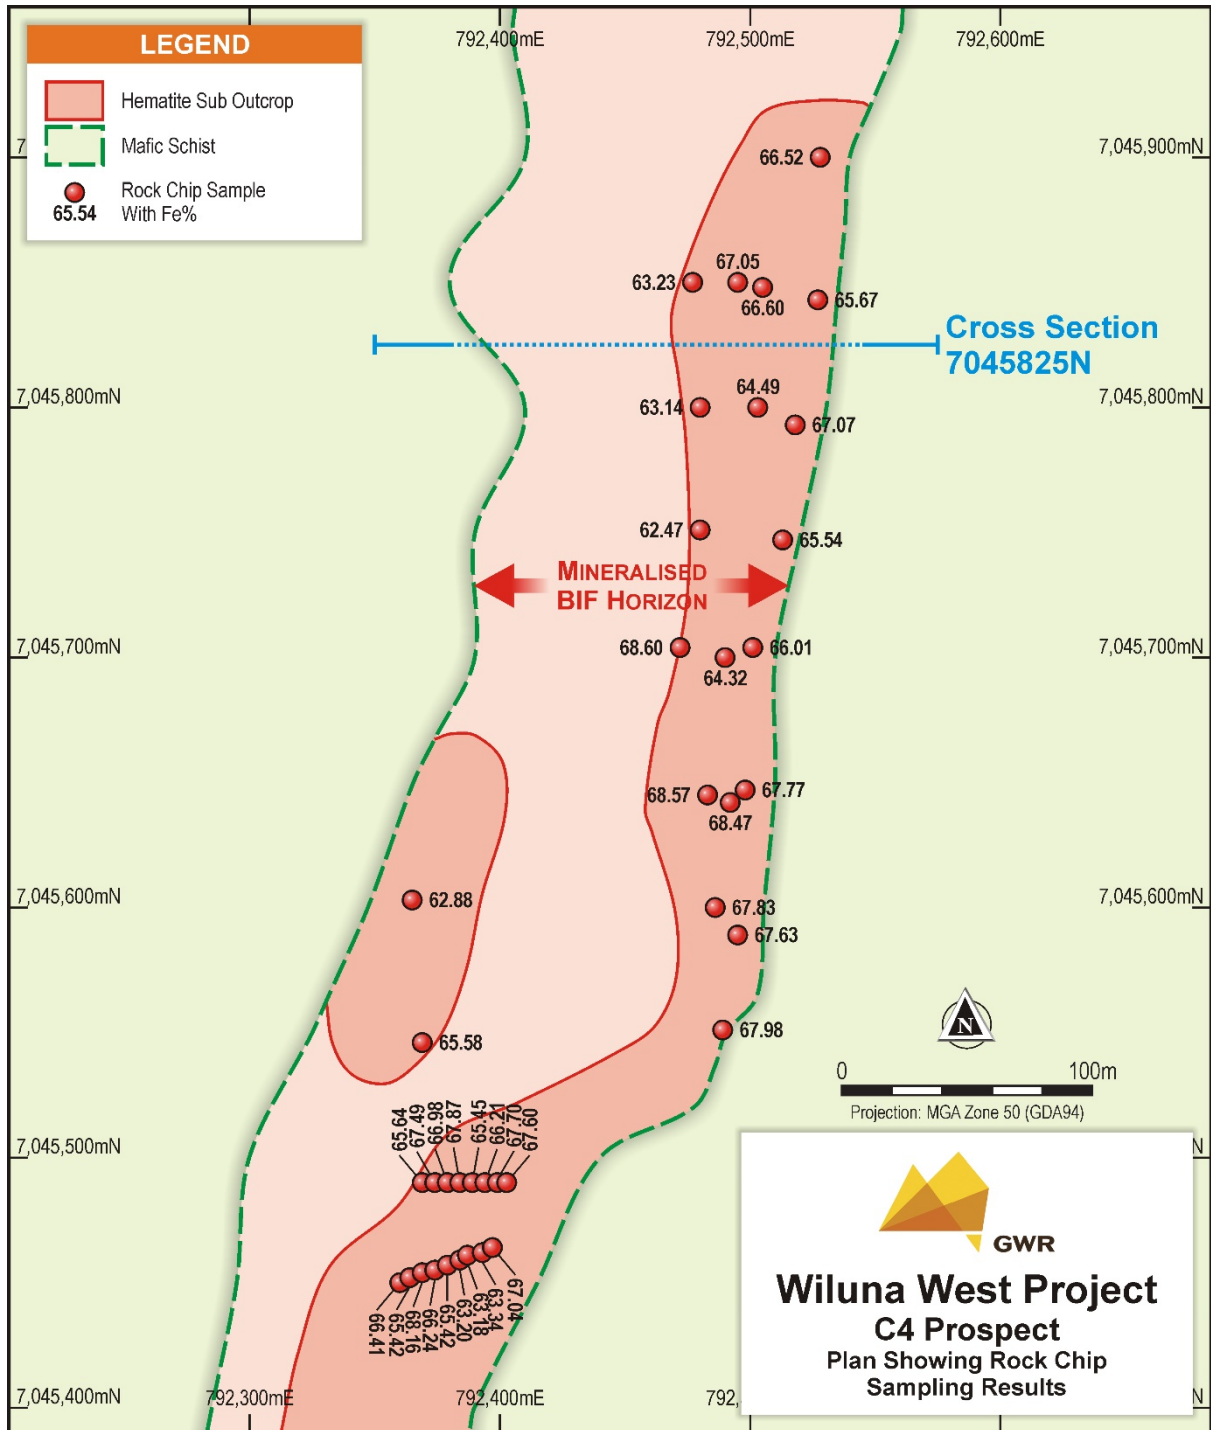 792,400mE
792,500mE
792,600mE
LEGEND
Hematite Sub Outcrop
Mafic Schist
65.54
Rock Chip Sample
With Fe%
7
7,045,900mN
66.52
67.05
63.23
66.60
65.67
Cross Section
7045825N
7,045,800mN
7,045,800mN
64.49
63.14
67.07
62.47
65.54
MINERALISED
BIF HORIZON
68.60
66.01
7,045,700mN
7,045,700mN
64.32
68.57
67.77
68.47
7,045,600mN
7,045,600mN
62.88
67.83
67.63
67.98
65.58
N
0
100m
Projection: MGA Zone 50 (GDA94)
65.64
67.49
66.98
67.87
65.45
66.21
67.70
67.60
7,045,500mN
N
66.41
65.42
68.16
66.24
65.42
63.20
63.18
63.34
67.04
GWR
Wiluna West Project
C4 Prospect
Plan Showing Rock Chip
Sampling Results
7,045,400mN
792,300mE
792,400mE
792,
N